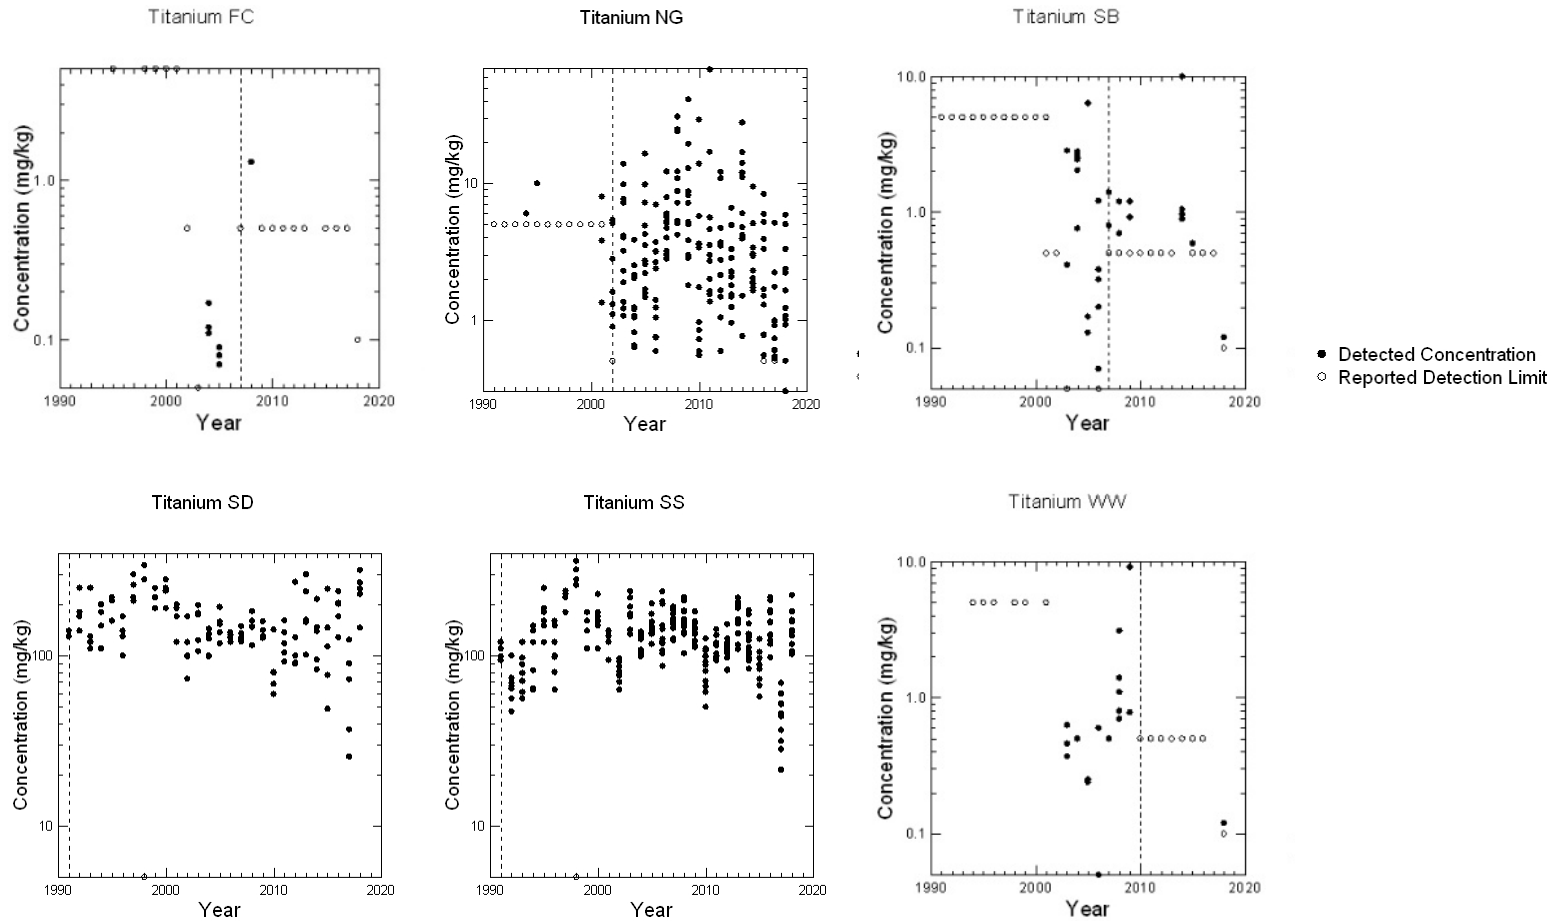 Titanium FC
Concentration (mg/kg)
1.0
0.1
1990 2000 2010 2020
Year
Titanium NG
Concentration (mg/kg)
10
1
1990 2000 2010 2020
Year
Titanium SB
Concentration (mg/kg)
10.0
1.0
0.1
1990 2000 2010 2020
Year
Detected Concentration
Reported Detection Limit
Titanium SD
Concentration (mg/kg)
100
10
1990 2000 2010 2020
Year
Titanium SS
Concentration (mg/kg)
100
10
1990 2000 2010 2020
Year
Titanium WW
Concentration (mg/kg)
10.0
1.0
0.1
1990 2000 2010 2020
Year